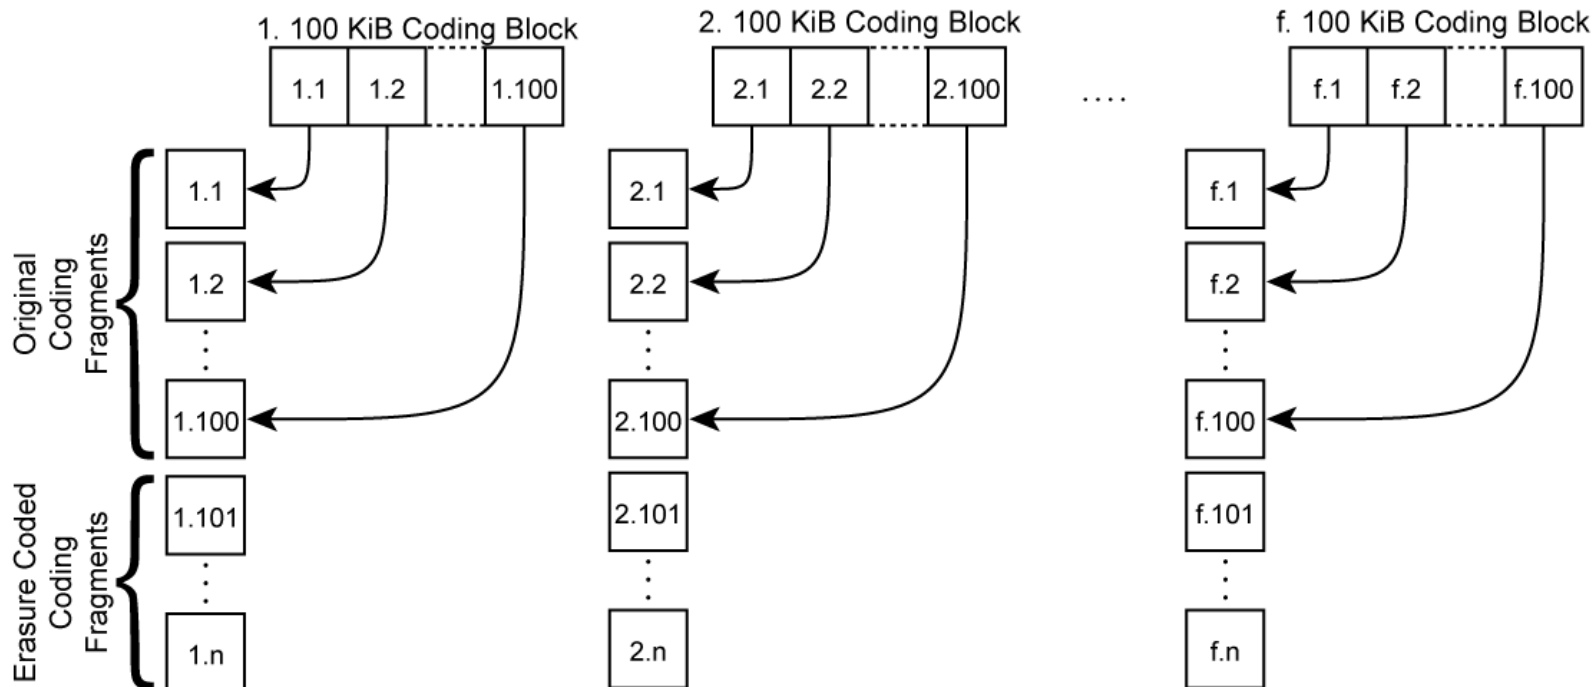 1. 100 KiB Coding Block
2. 100 KiB Coding Block
f. 100 KiB Coding Block
1.1 1.2 1.100
2.1 2.2 2.100
....
f.1 f.2 f.100
Original
Coding
Fragments
1.1
1.2
1.100
2.1
2.2
2.100
f.1
f.2
f.100
Erasure Coded
Coding
Fragments
1.101
1.n
2.101
2.n
f.101
f.n